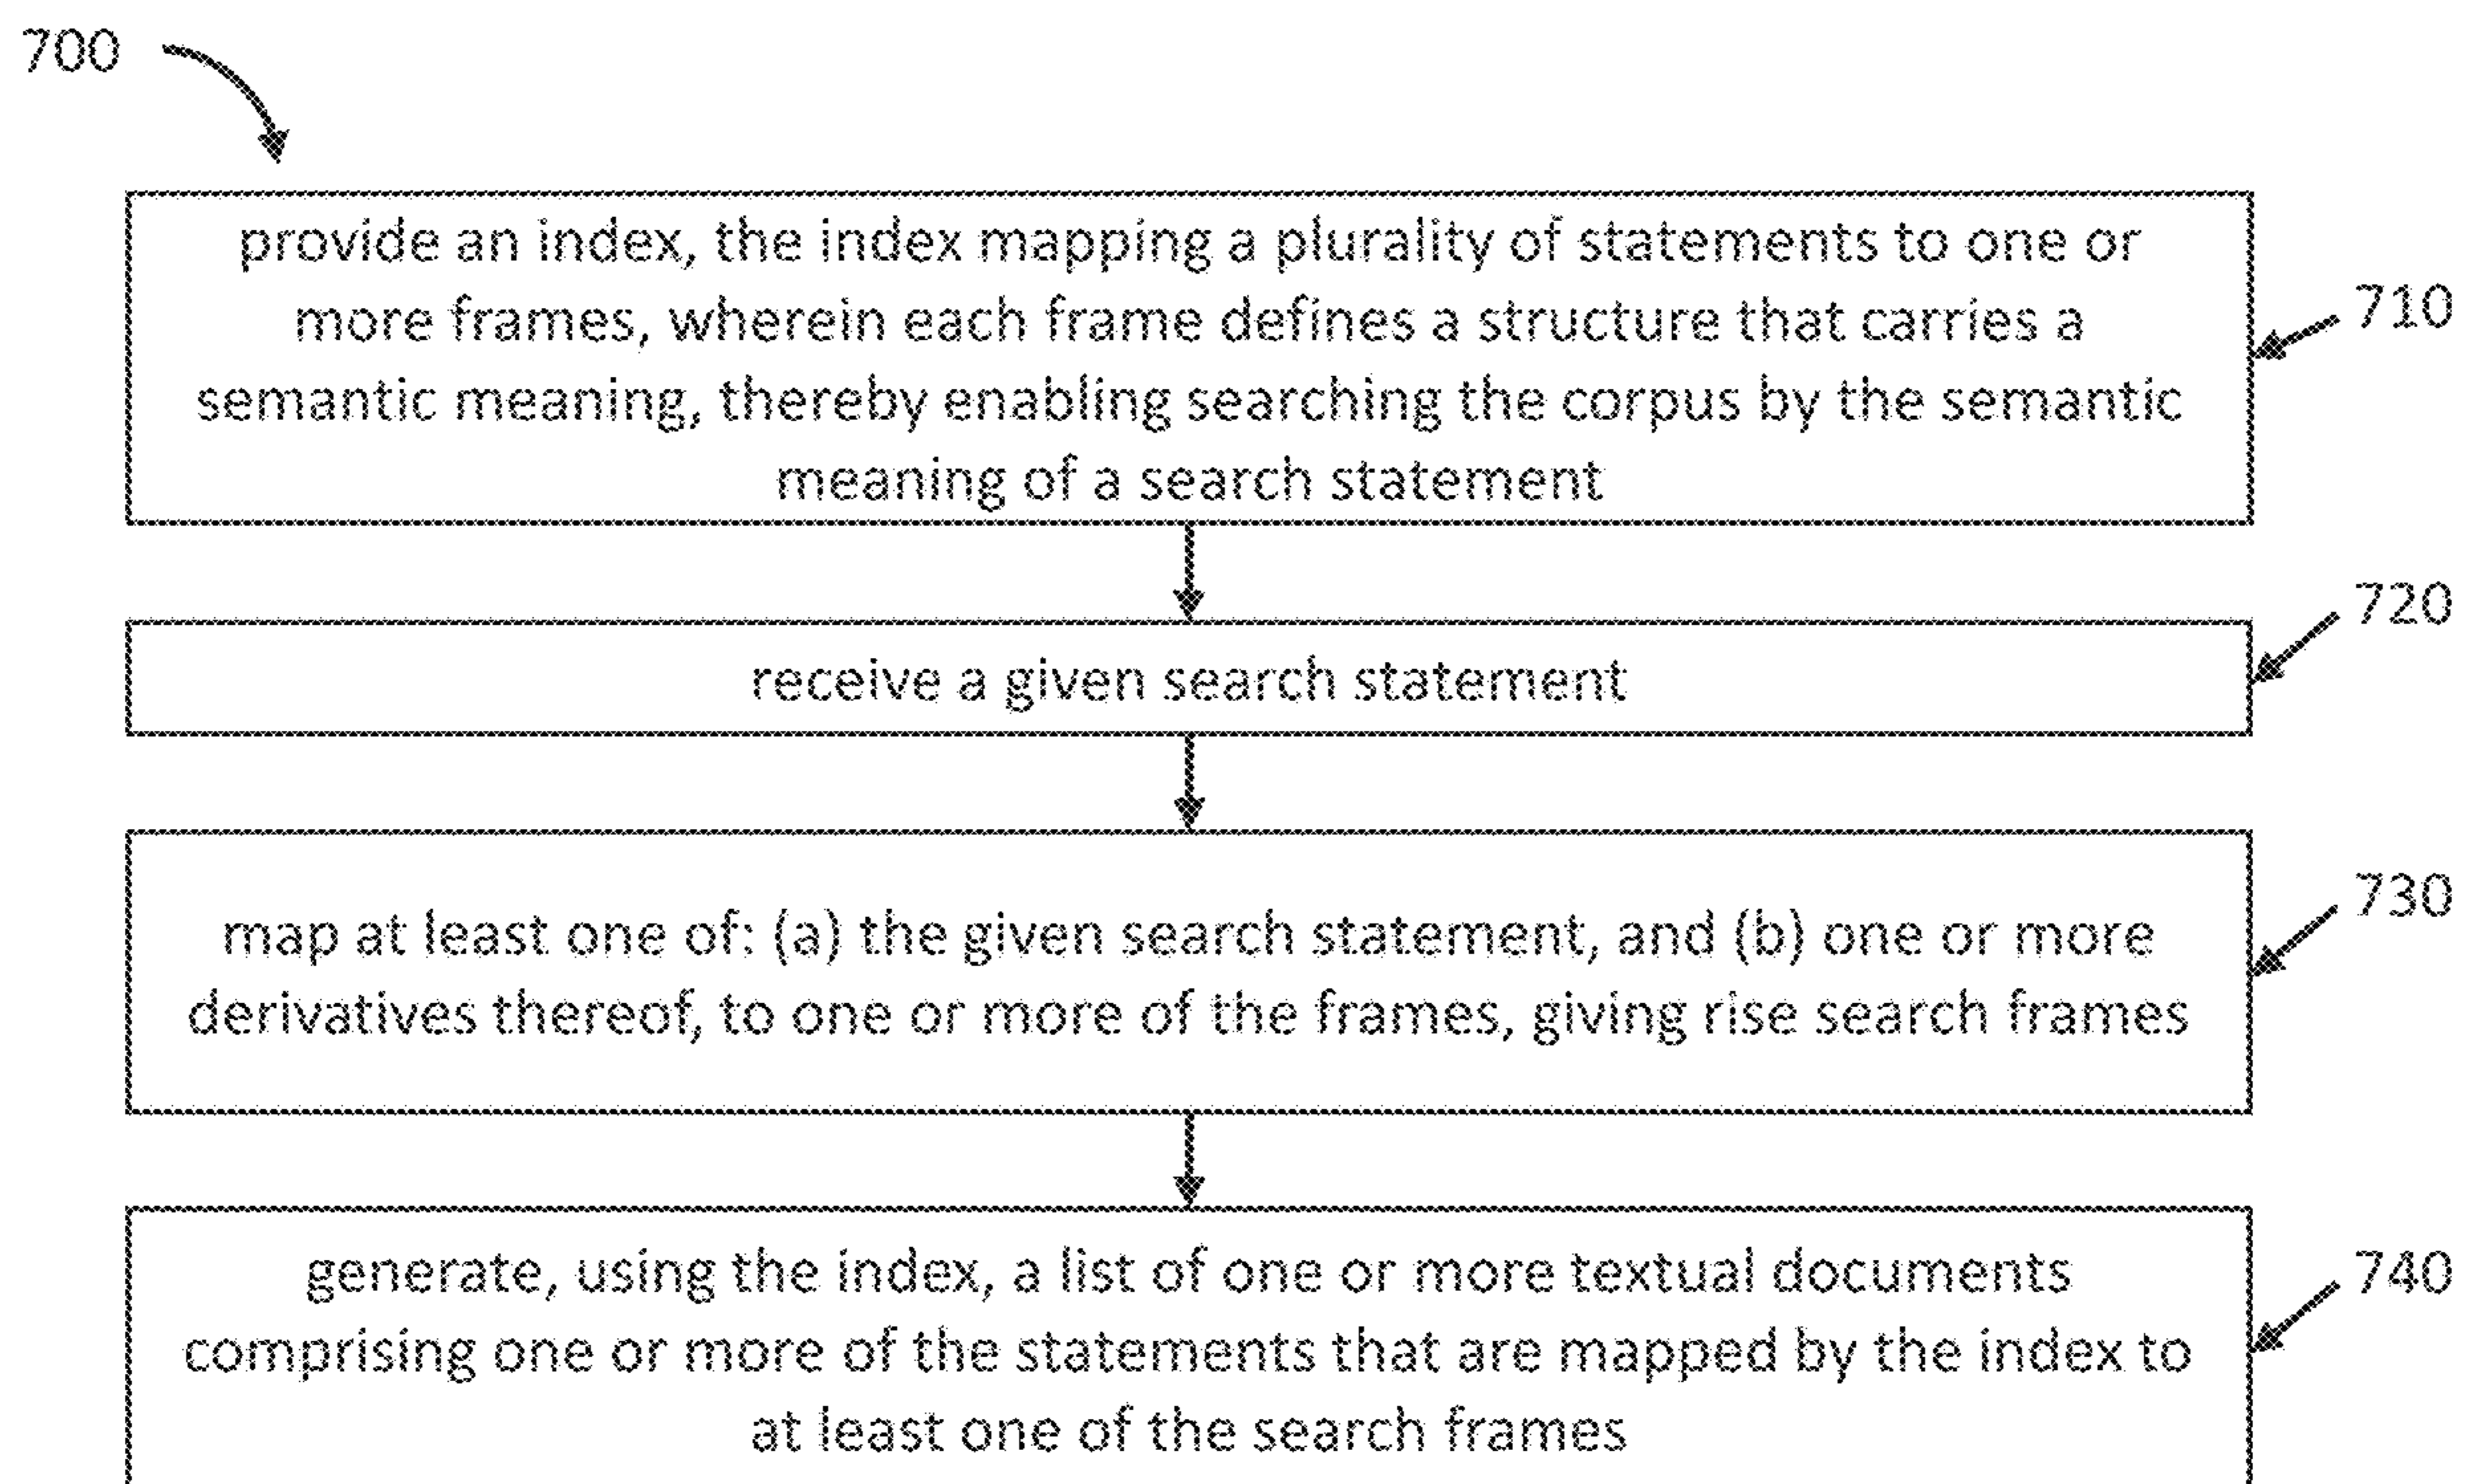 700
provide an index, the index mapping a plurality of statements to one or
more frames, wherein each frame defines a structure that carries a
semantic meaning, thereby enabling searching the corpus by the semantic
meaning of a search statement
710
720
receive a given search statement
730
map at least one of: (a) the given search statement, and (b) one or more
derivatives thereof, to one or more of the frames, giving rise search frames
740
generate, using the index, a list of one or more textual documents
comprising one or more of the statements that are mapped by the index to
at least one of the search frames